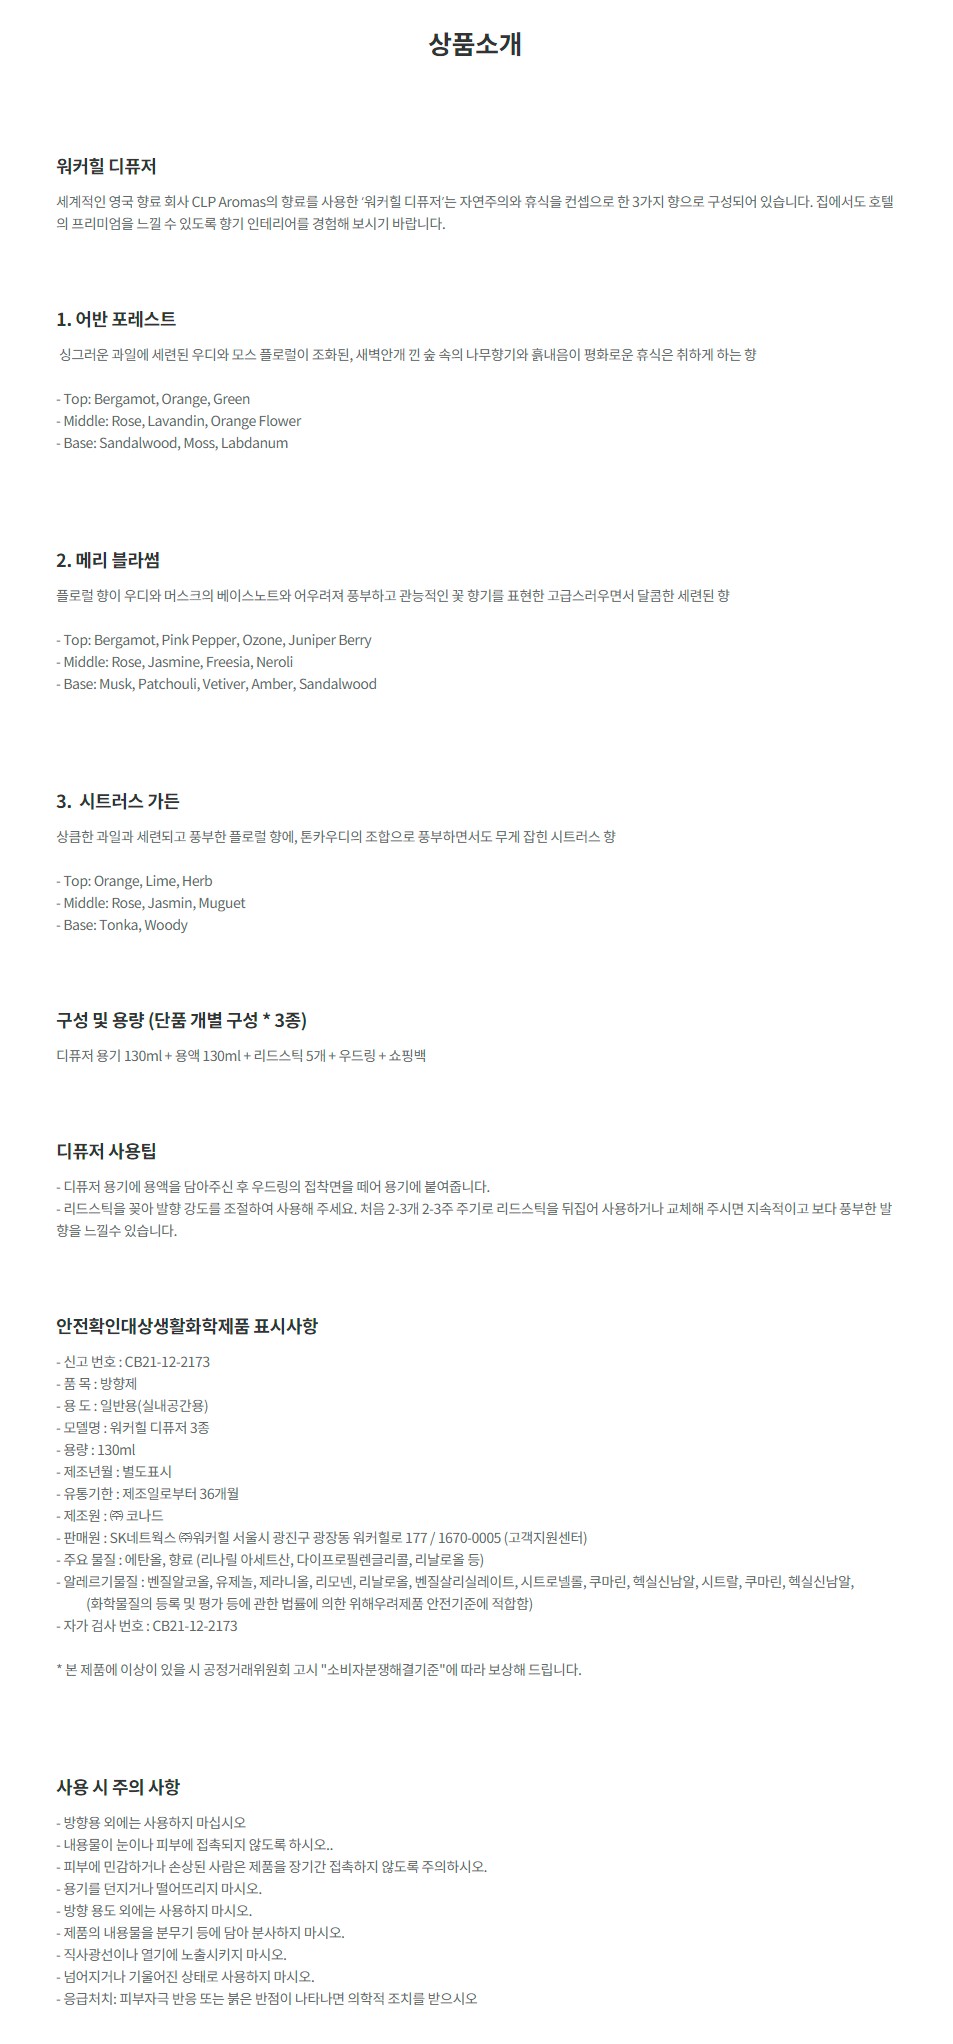 상품소개
워커힐 디퓨저
세계적인 영국 향료 회사 CLP Aromas의 향료를 사용한 '워커힐 디퓨저'는 자연주의와 휴식을 컨셉으로 한 3가지 향으로 구성되어 있습니다. 집에서도 호텔
의 프리미엄을 느낄 수 있도록 향기 인테리어를 경험해 보시기 바랍니다.
1. 어반 포레스트
싱그러운 과일에 세련된 우디와 모스 플로럴이 조화된, 새벽안개 낀 숲 속의 나무향기와 흙내음이 평화로운 휴식은 취하게 하는 향
- Top: Bergamot, Orange, Green
- Middle: Rose, Lavandin, Orange Flower
- Base: Sandalwood, Moss, Labdanum
2. 메리 블라썸
플로럴 향이 우디와 머스크의 베이스노트와 어우려져 풍부하고 관능적인 꽃 향기를 표현한 고급스러우면서 달콤한 세련된 향
- Top: Bergamot, Pink Pepper, Ozone, Juniper Berry
- Middle: Rose, Jasmine, Freesia, Neroli
- Base: Musk, Patchouli, Vetiver, Amber, Sandalwood
3. 시트러스 가든
상큼한 과일과 세련되고 풍부한 플로럴 향에, 톤카우디의 조합으로 풍부하면서도 무게 잡힌 시트러스 향
- Top: Orange, Lime, Herb
- Middle: Rose, Jasmin, Muguet
- Base: Tonka, Woody
구성 및 용량 (단품 개별 구성 * 3종)
디퓨저 용기 130ml + 용액 130ml + 리드스틱 5개 + 우드링 + 쇼핑백
디퓨저 사용팁
- 디퓨저 용기에 용액을 담아주신 후 우드링의 접착면을 떼어 용기에 붙여줍니다.
- 리드스틱을 꽂아 발향 강도를 조절하여 사용해 주세요. 처음 2-3개 2-3주 주기로 리드스틱을 뒤집어 사용하거나 교체해 주시면 지속적이고 보다 풍부한 발
향을 느낄수 있습니다.
안전확인대상생활화학제품 표시사항
- 신고 번호 : CB21-12-2173
- 품 목 : 방향제
- 용 도 : 일반용(실내공간용)
- 모델명 : 워커힐 디퓨저 3종
- 용량 : 130ml
- 제조년월 : 별도표시
- 유통기한 : 제조일로부터 36개월
- 제조원 : ㈜ 코나드
- 판매원 : SK네트웍스 ㈜워커힐 서울시 광진구 광장동 워커힐로 177 / 1670-0005 (고객지원센터)
- 주요 물질 : 에탄올, 향료 (리나릴 아세트산, 다이프로필렌글리콜, 리날로올 등)
- 알레르기물질 : 벤질알코올, 유제놀, 제라니올, 리모넨, 리날로올, 벤질살리실레이트, 시트로넬롤, 쿠마린, 헥실신남알, 시트랄, 쿠마린, 헥실신남알,
(화학물질의 등록 및 평가 등에 관한 법률에 의한 위해우려제품 안전기준에 적합함)
- 자가 검사 번호 : CB21-12-2173
* 본 제품에 이상이 있을 시 공정거래위원회 고시 "소비자분쟁해결기준"에 따라 보상해 드립니다.
사용 시 주의 사항
- 방향용 외에는 사용하지 마십시오
- 내용물이 눈이나 피부에 접촉되지 않도록 하시오..
- 피부에 민감하거나 손상된 사람은 제품을 장기간 접촉하지 않도록 주의하시오.
- 용기를 던지거나 떨어뜨리지 마시오.
- 방향 용도 외에는 사용하지 마시오.
- 제품의 내용물을 분무기 등에 담아 분사하지 마시오.
- 직사광선이나 열기에 노출시키지 마시오.
- 넘어지거나 기울어진 상태로 사용하지 마시오.
- 응급처치: 피부자극 반응 또는 붉은 반점이 나타나면 의학적 조치를 받으시오